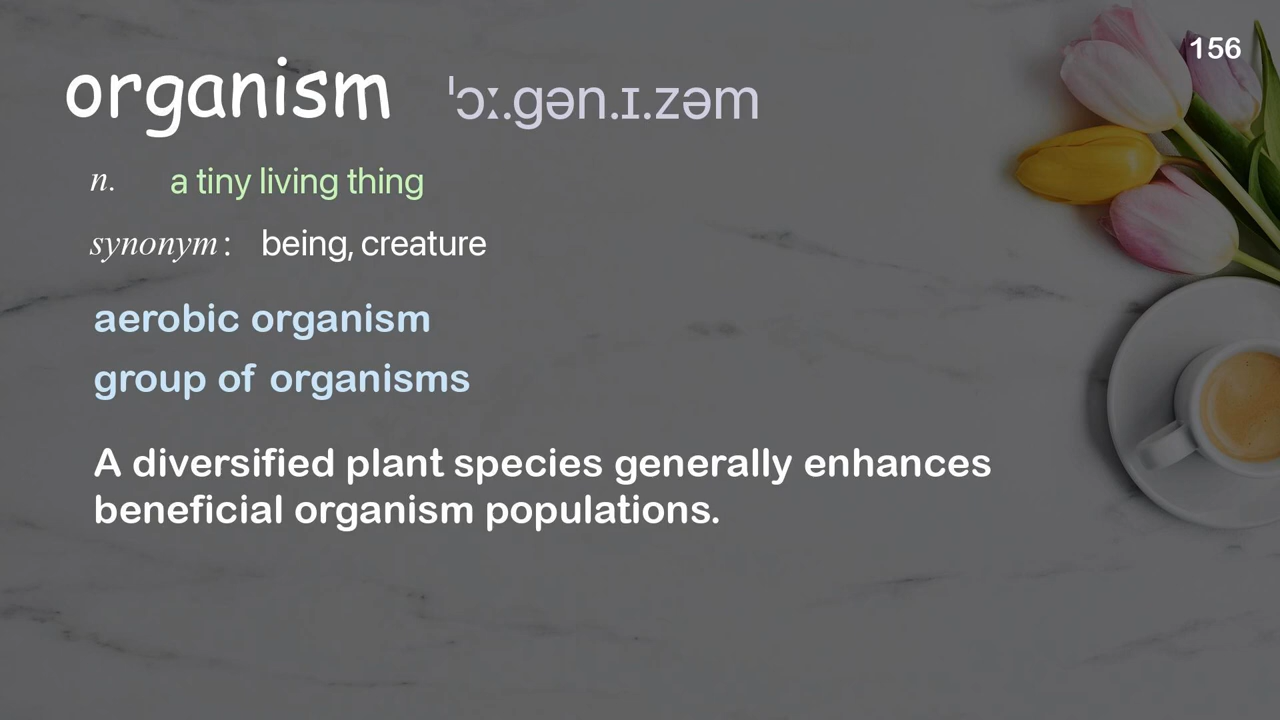 156
organism ˈɔː.gən.ɪ.zəm
n. a tiny living thing
synonym: being, creature
aerobic organism
group of organisms
A diversified plant species generally enhances
beneficial organism populations.